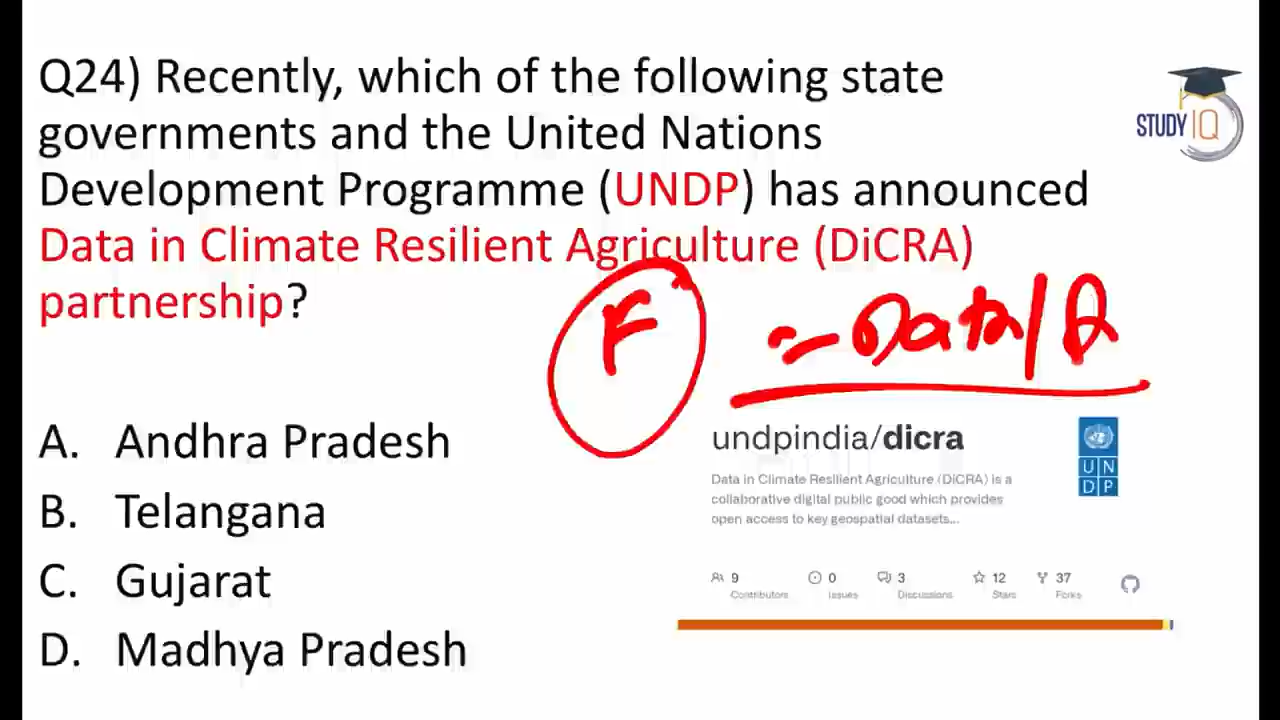 Q24) Recently, which of the following state
governments and the United Nations
Development Programme (UNDP) has announced
Data in Climate Resilient Agriculture (DiCRA)
partnership?
STUDY IQ
F
= Data/R
A. Andhra Pradesh
B. Telangana
C. Gujarat
D. Madhya Pradesh
undpindia/dicra
Data in Climate Resilient Agriculture (DiCRA) is a
collaborative digital public good which provides
open access to key geospatial datasets...
U N
D P
9
Contributors
0
Issues
3
Discussions
12
Stars
37
Forks